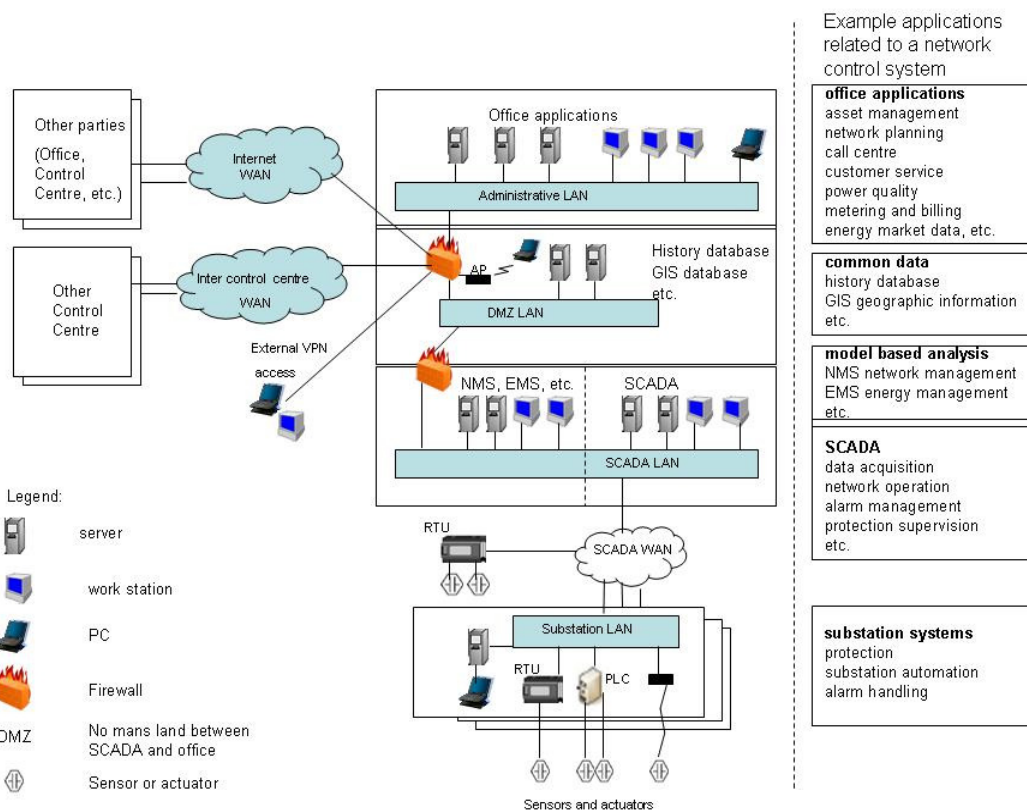 Example applications
related to a network
control system
Other parties
(Office,
Control
Centre, etc.)
Internet
WAN
Office applications
Administrative LAN
office applications
asset management
network planning
call centre
customer service
power quality
metering and billing
energy market data, etc.
Other
Control
Centre
Inter control centre
WAN
AP
History database
GIS database
etc.
DMZ LAN
common data
history database
GIS geographic information
etc.
External VPN
access
NMS, EMS, etc.
SCADA
SCADA LAN
model based analysis
NMS network management
EMS energy management
etc.
SCADA
data acquisition
network operation
alarm management
protection supervision
etc.
RTU
SCADA WAN
Substation LAN
RTU
PLC
Sensors and actuators
substation systems
protection
substation automation
alarm handling
Legend:
server
work station
PC
Firewall
DMZ
No mans land between
SCADA and office
Sensor or actuator